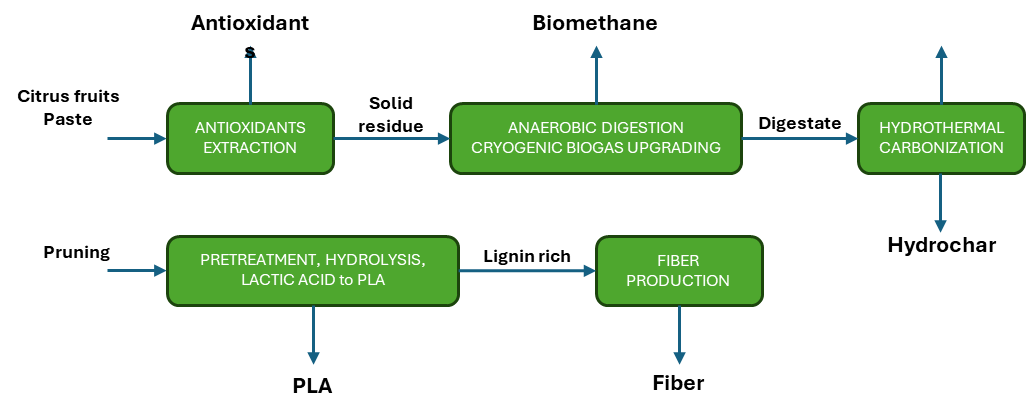 Antioxidant
s
Biomethane
Citrus fruits
Paste
ANTIOXIDANTS
EXTRACTION
Solid
residue
ANAEROBIC DIGESTION
CRYOGENIC BIOGAS UPGRADING
Digestate
HYDROTHERMAL
CARBONIZATION
Hydrochar
Pruning
PRETREATMENT, HYDROLYSIS,
LACTIC ACID to PLA
Lignin rich
FIBER
PRODUCTION
PLA
Fiber